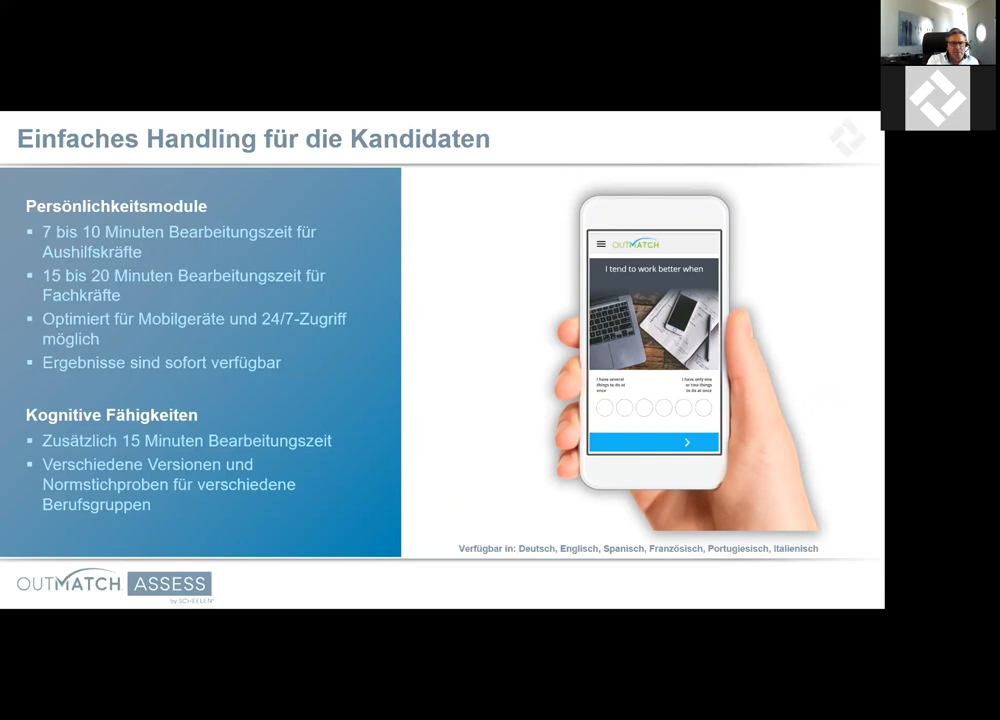 Einfaches Handling für die Kandidaten
Persönlichkeitsmodule
7 bis 10 Minuten Bearbeitungszeit für
Aushilfskräfte
15 bis 20 Minuten Bearbeitungszeit für
Fachkräfte
Optimiert für Mobilgeräte und 24/7-Zugriff
möglich
Ergebnisse sind sofort verfügbar
Kognitive Fähigkeiten
Zusätzlich 15 Minuten Bearbeitungszeit
Verschiedene Versionen und
Normstichproben für verschiedene
Berufsgruppen
OUTMATCH
I tend to work better when
I have several
things to do at
once
I have only one
or two things
to do at once
Verfügbar in: Deutsch, Englisch, Spanisch, Französisch, Portugiesisch, Italienisch
OUTMATCH ASSESS
by SCHEELEN®